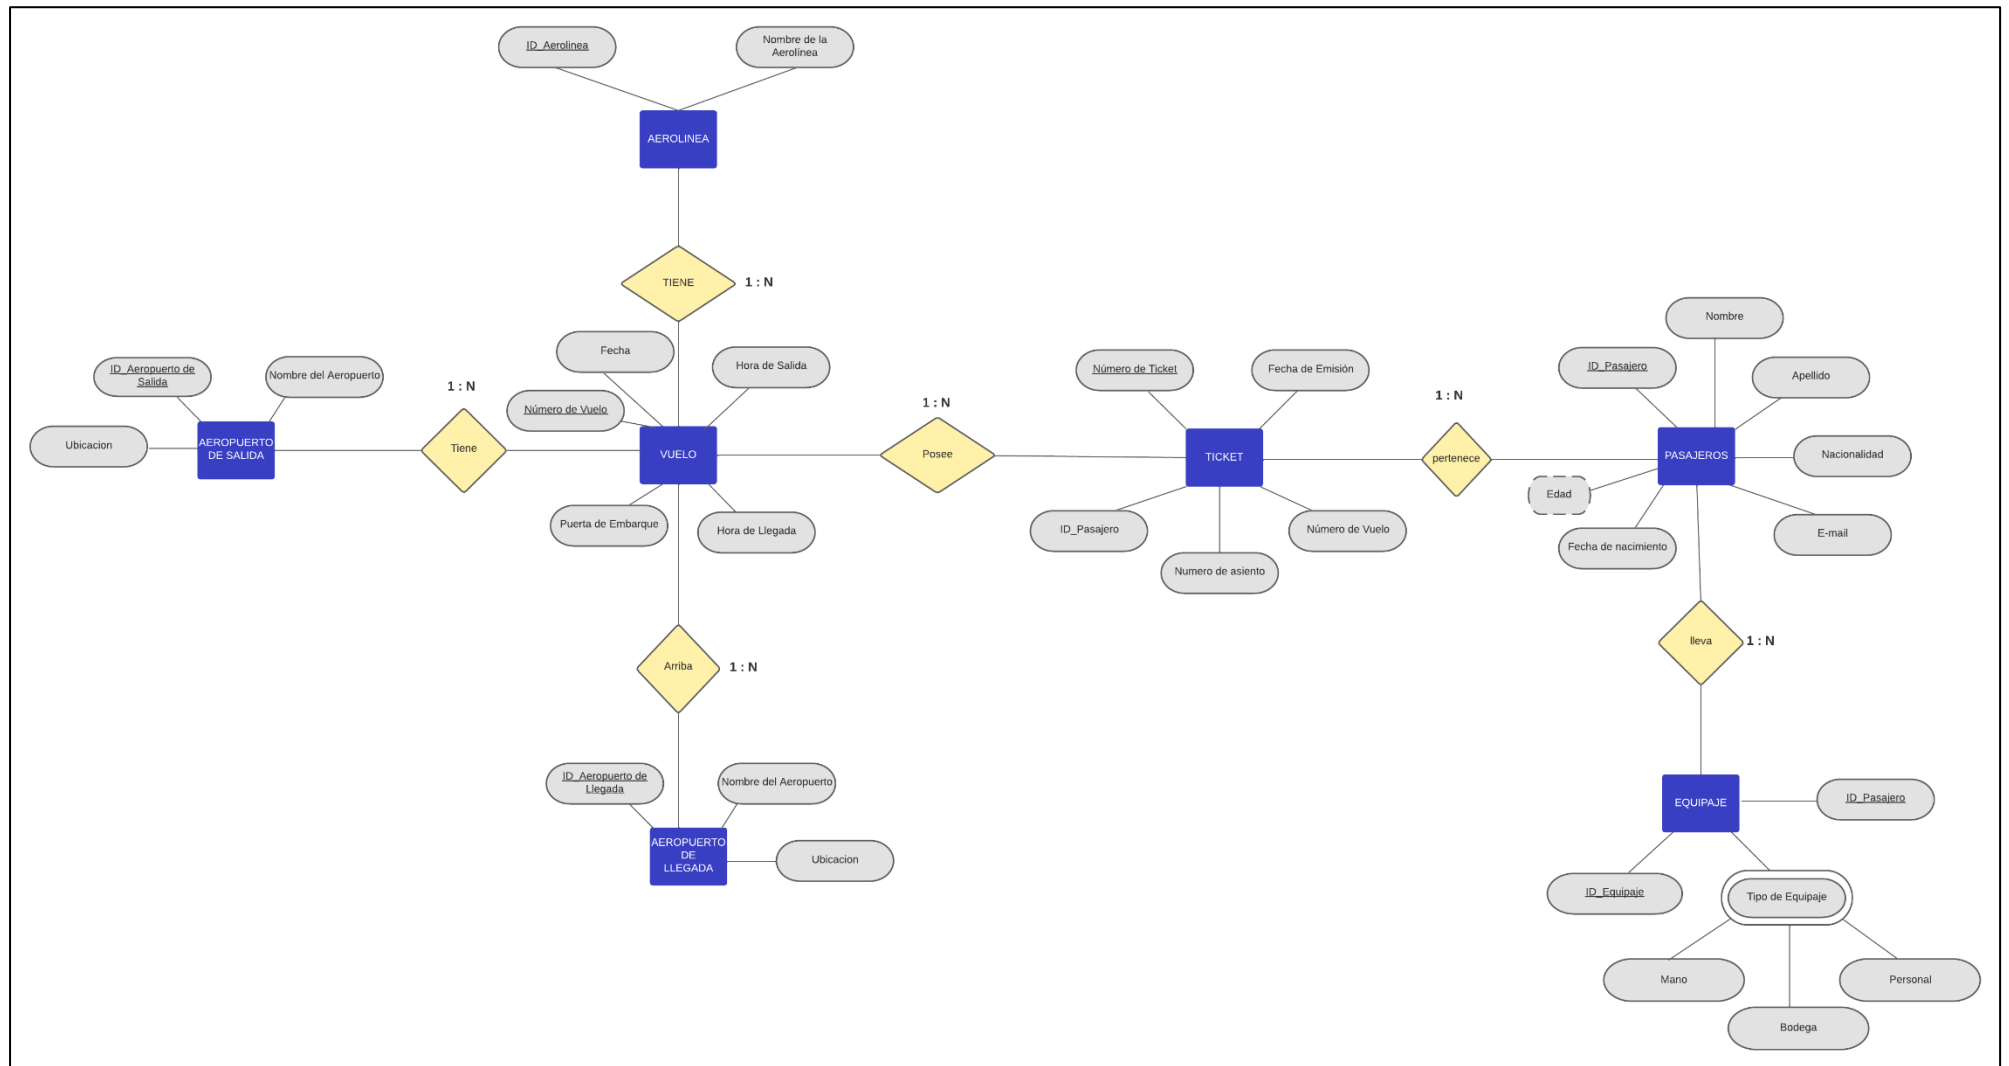 ID_Aerolinea
Nombre de la
Aerolínea
AEROLINEA
TIENE
1 : N
Fecha
Hora de Salida
Número de Vuelo
VUELO
Puerta de Embarque
Hora de Llegada
ID_Aeropuerto de
Salida
Nombre del Aeropuerto
Ubicacion
AEROPUERTO
DE SALIDA
1 : N
Tiene
1 : N
Posee
Número de Ticket
Fecha de Emisión
TICKET
ID_Pasajero
Numero de asiento
Número de Vuelo
1 : N
pertenece
Nombre
ID_Pasajero
Apellido
PASAJEROS
Nacionalidad
Edad
Fecha de nacimiento
E-mail
lleva
1 : N
Arriba
1 : N
ID_Aeropuerto de
Llegada
Nombre del Aeropuerto
AEROPUERTO
DE
LLEGADA
Ubicacion
EQUIPAJE
ID_Pasajero
ID_Equipaje
Tipo de Equipaje
Mano
Bodega
Personal